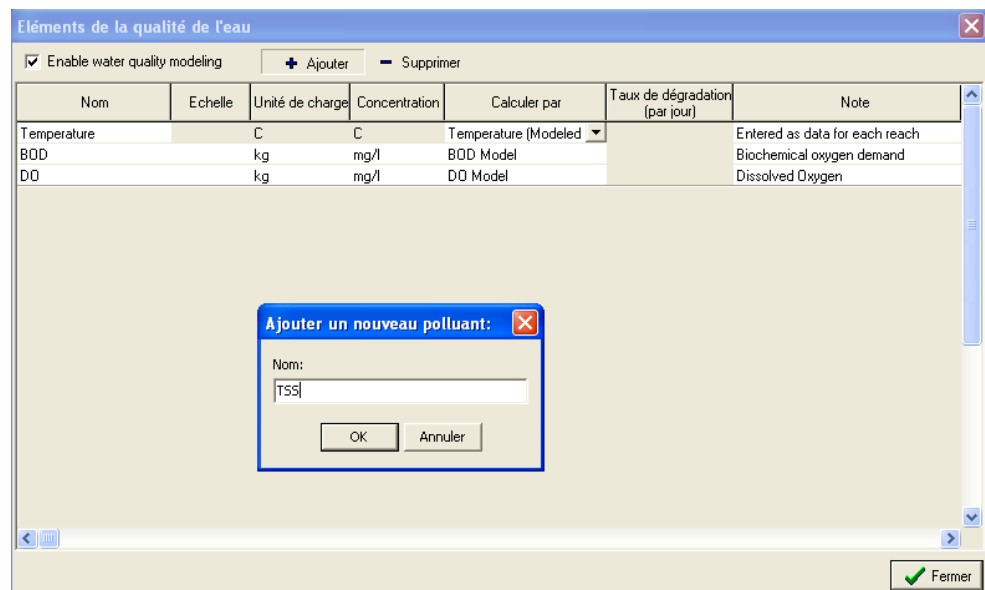 Eléments de la qualité de l'eau
Enable water quality modeling + Ajouter - Supprimer
Nom Echelle Unité de charge Concentration Calculer par Taux de dégradation (par jour) Note
Temperature C C Temperature (Modeled Entered as data for each reach
BOD kg mg/l BOD Model Biochemical oxygen demand
DO kg mg/l DO Model Dissolved Oxygen
Ajouter un nouveau polluant:
Nom:
TSS
OK Annuler
Fermer